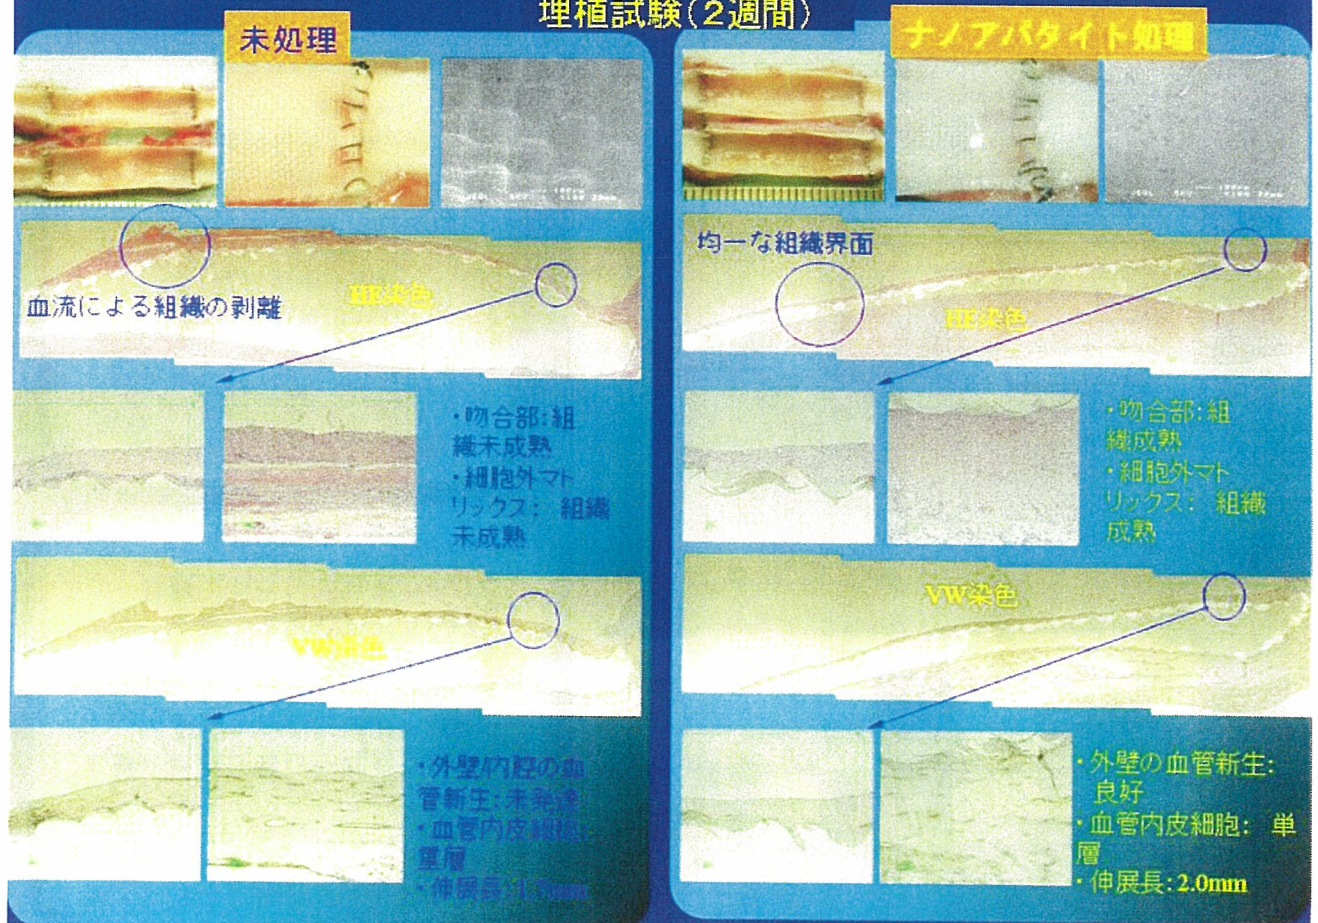 埋植試験(2週間)
未処理
血流による組織の剥離
HE染色
・吻合部:組
織未成熟
・細胞外マト
リックス: 組織
未成熟
VW染色
・外壁/内腔の血
管新生:未発達
・血管内皮細胞:
重層
・伸展長:
ナノアパタイト処理
均一な組織界面
HE染色
・吻合部:組
織成熟
・細胞外マト
リックス: 組織
成熟
VW染色
・外壁の血管新生:
良好
・血管内皮細胞: 単
層
・伸展長:2.0mm